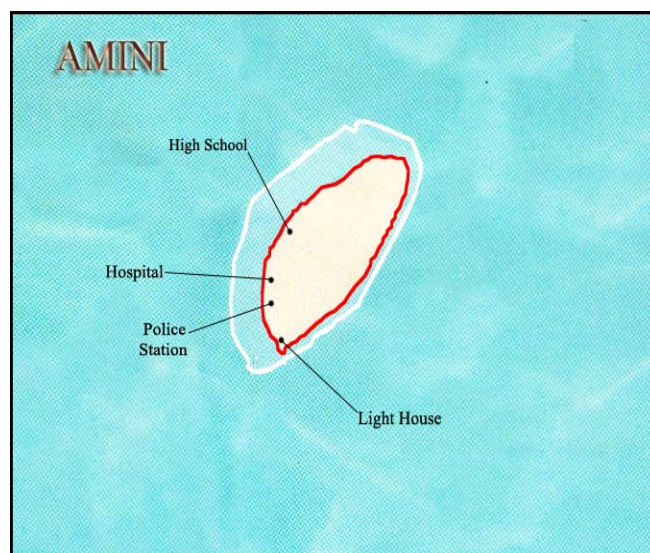 AMINI
High School
Hospital
Police
Station
Light House